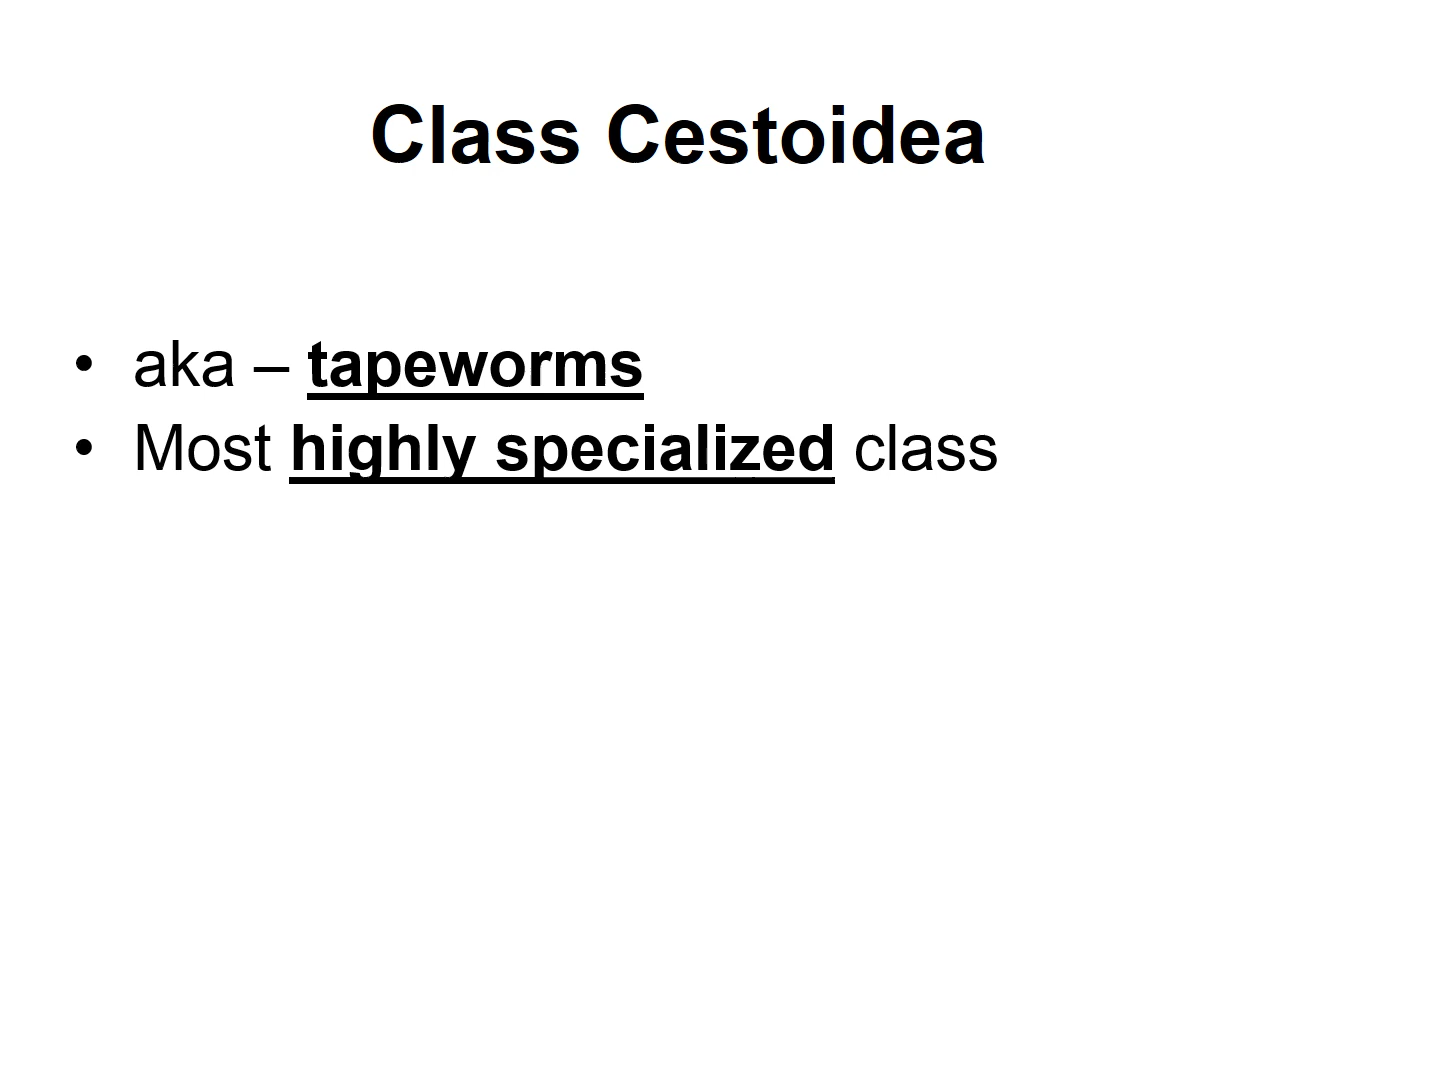 Class Cestoidea
• aka – tapeworms
• Most highly specialized class